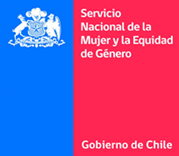 Servicio
Nacional de la
Mujer y la Equidad
de Género
Gobierno de Chile